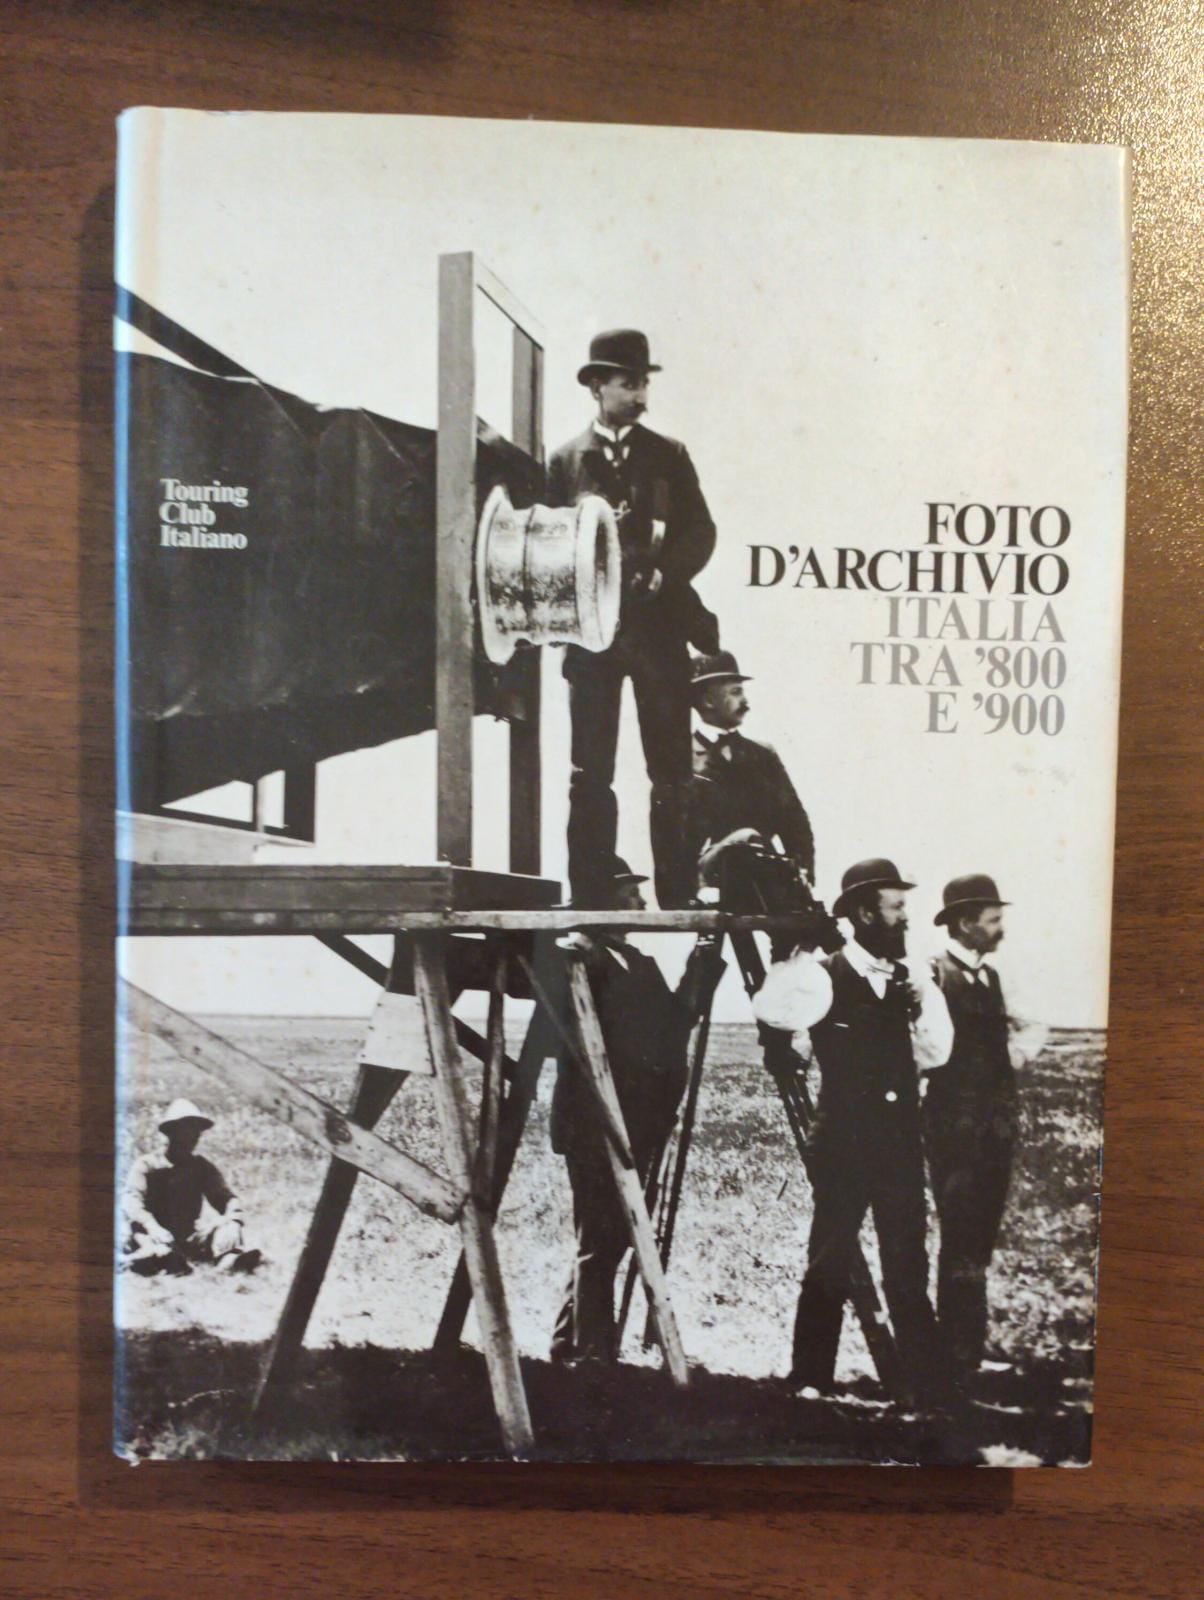 Touring
Club
Italiano
FOTO
D'ARCHIVIO
ITALIA
TRA '800
E '900